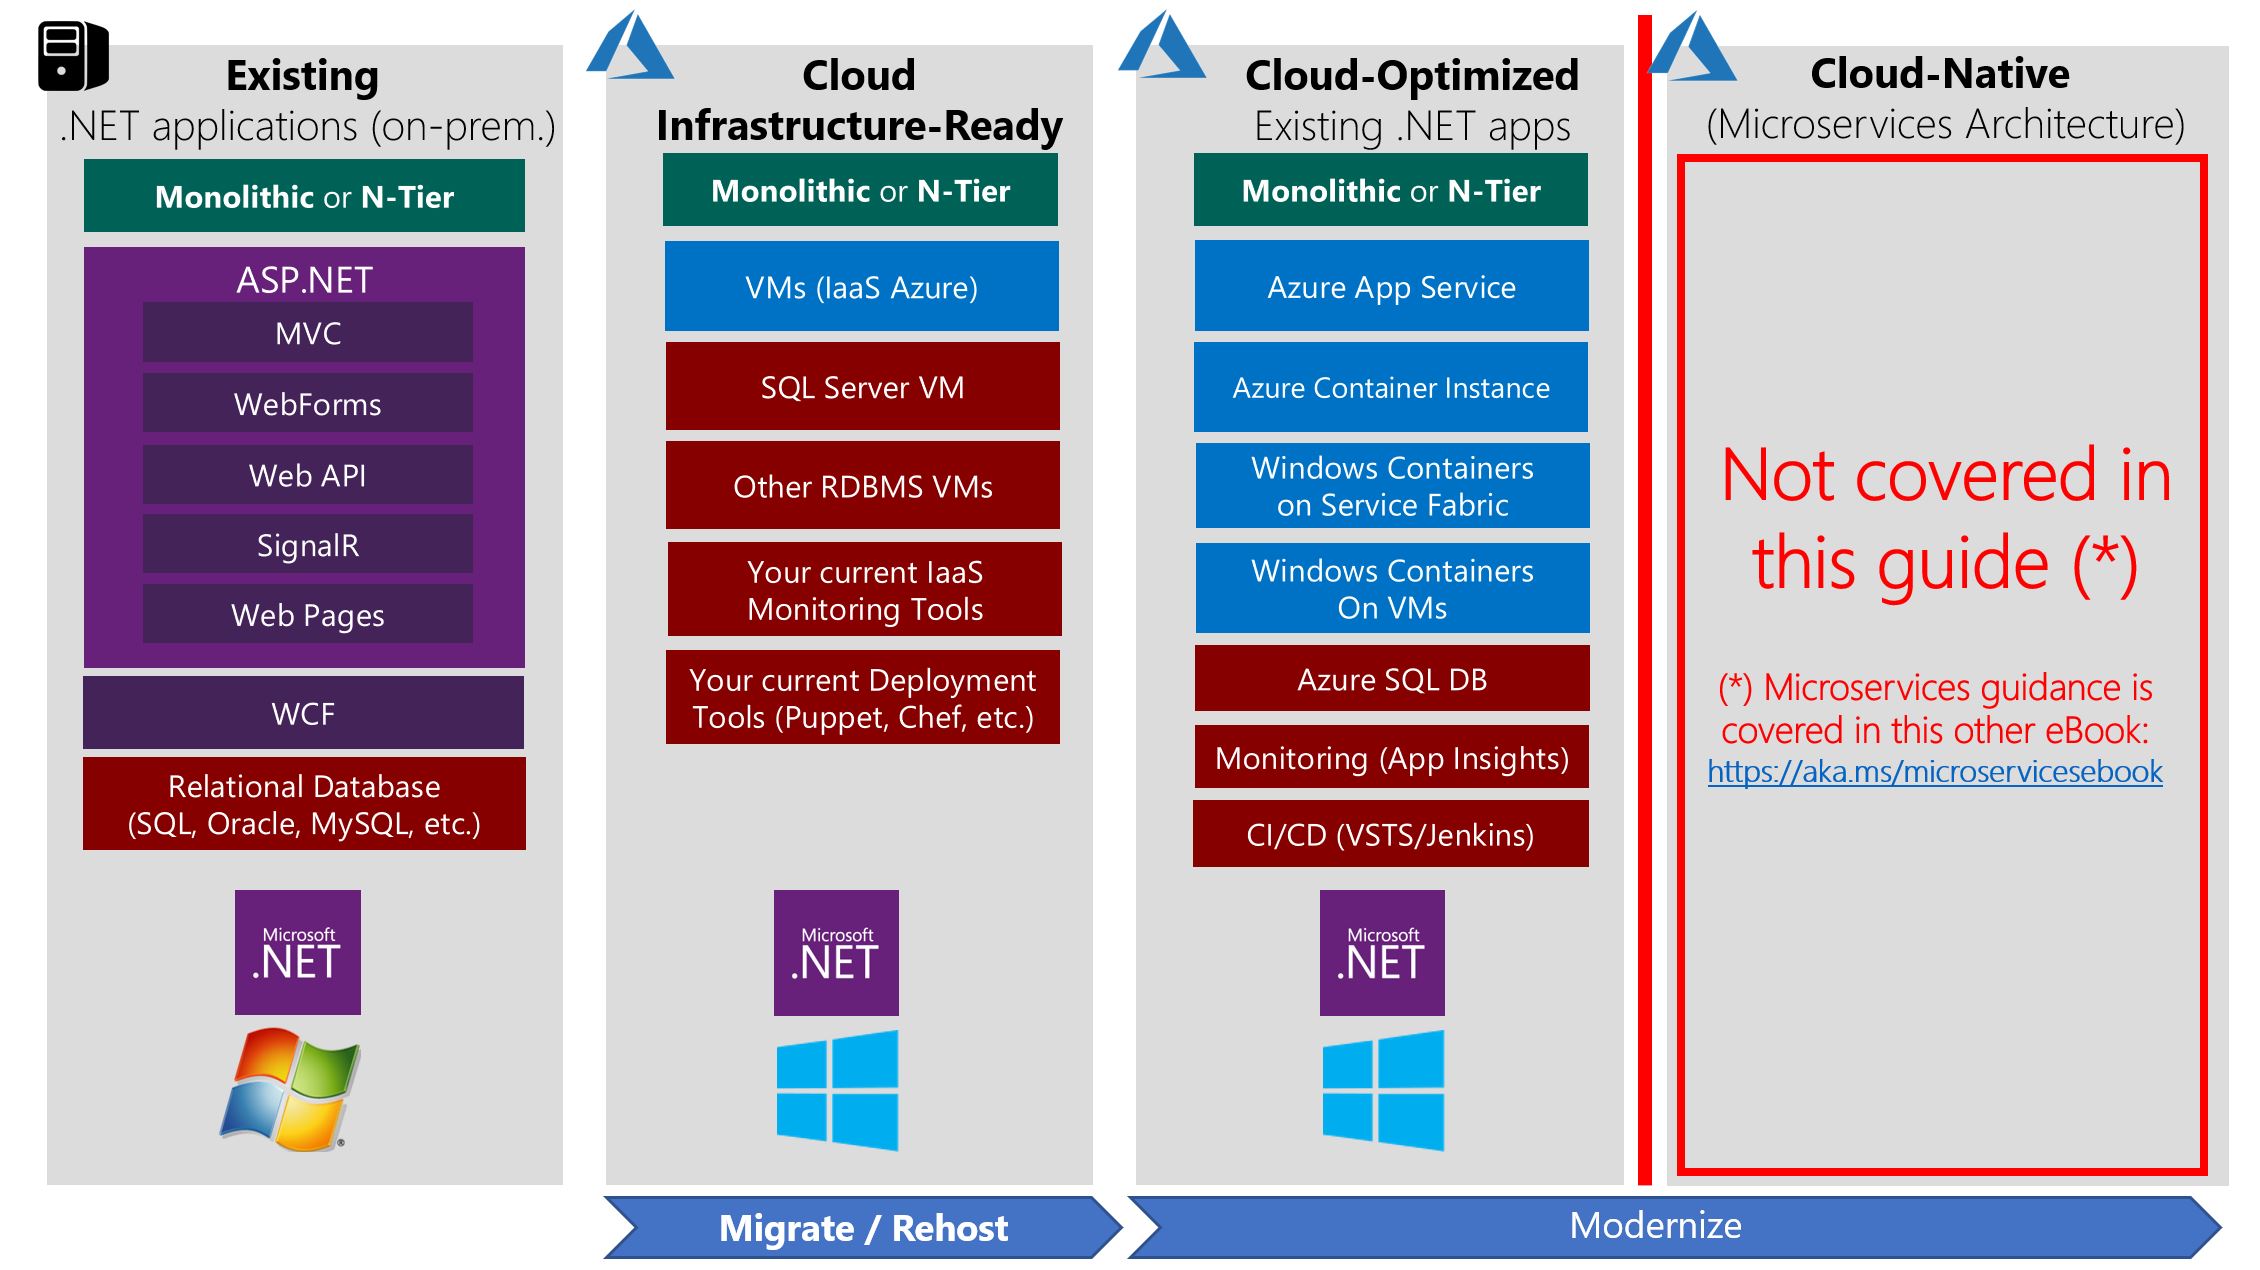 Existing
.NET applications (on-prem.)
Monolithic or N-Tier
ASP.NET
MVC
WebForms
Web API
SignalR
Web Pages
WCF
Relational Database
(SQL, Oracle, MySQL, etc.)
Microsoft
.NET
®
Cloud
Infrastructure-Ready
Monolithic or N-Tier
VMs (IaaS Azure)
SQL Server VM
Other RDBMS VMs
Your current IaaS
Monitoring Tools
Your current Deployment
Tools (Puppet, Chef, etc.)
Microsoft
.NET
Cloud-Optimized
Existing .NET apps
Monolithic or N-Tier
Azure App Service
Azure Container Instance
Windows Containers
on Service Fabric
Windows Containers
On VMs
Azure SQL DB
Monitoring (App Insights)
CI/CD (VSTS/Jenkins)
Microsoft
.NET
Cloud-Native
(Microservices Architecture)
Not covered in
this guide (*)
(*) Microservices guidance is
covered in this other eBook:
https://aka.ms/microservicesebook
Migrate / Rehost
Modernize